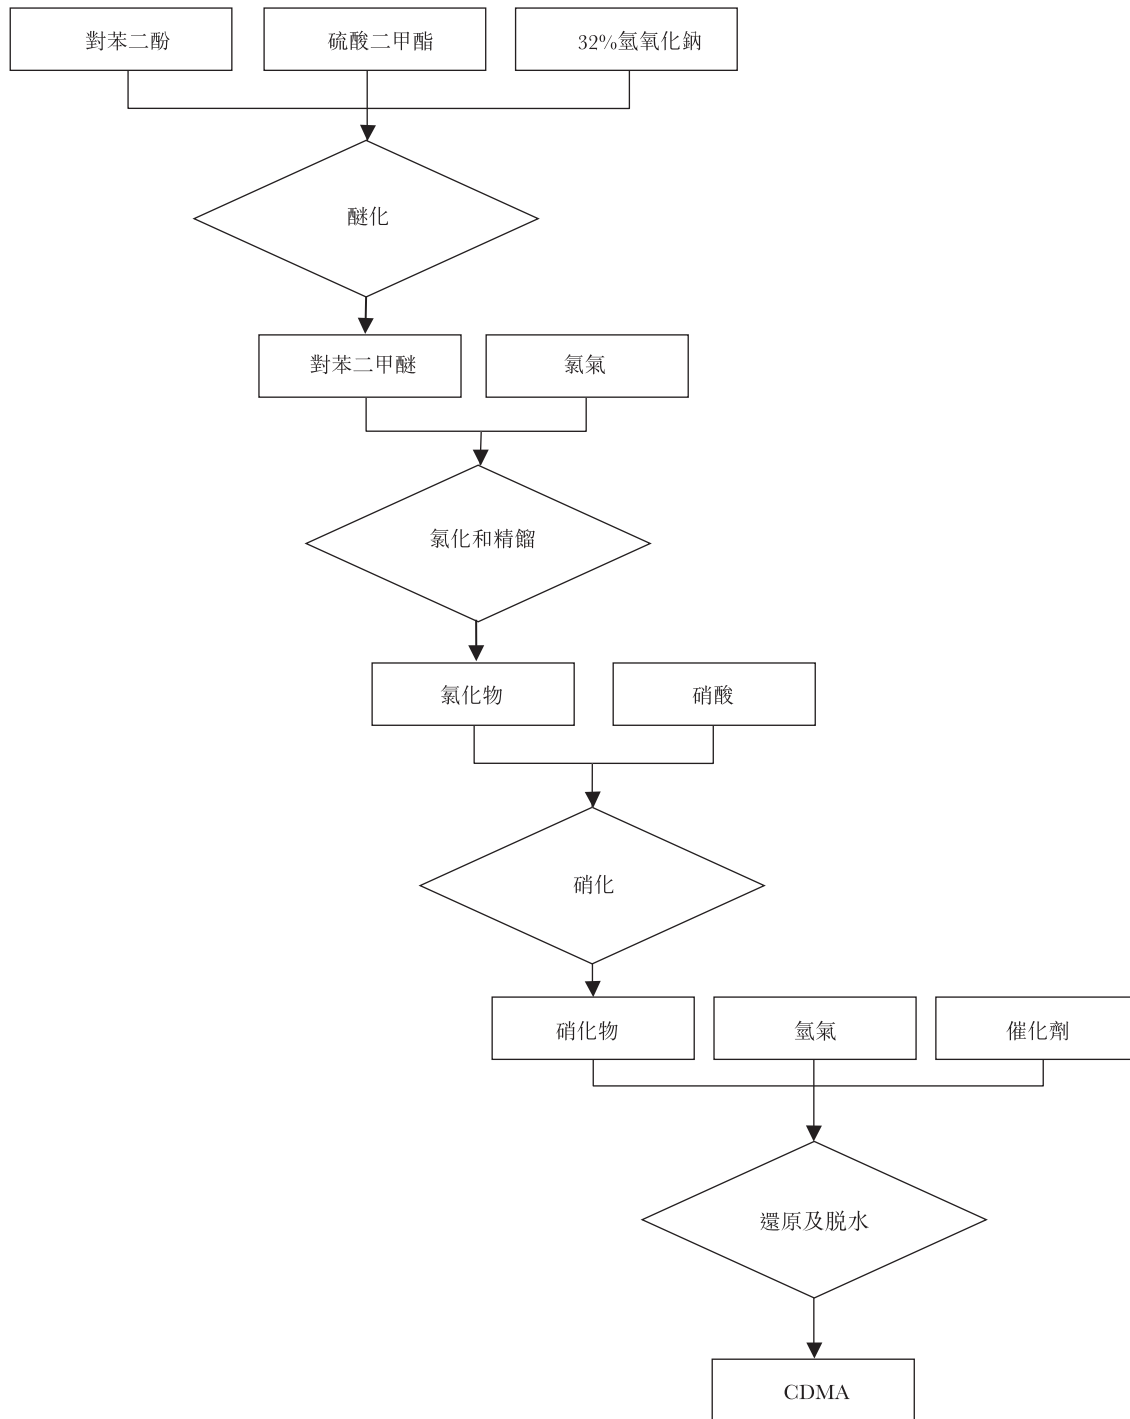 對苯二酚
硫酸二甲酯
32%氫氧化鈉
醚化
對苯二甲醚
氯氣
氯化和精餾
氯化物
硝酸
硝化
硝化物
氫氣
催化劑
還原及脫水
CDMA